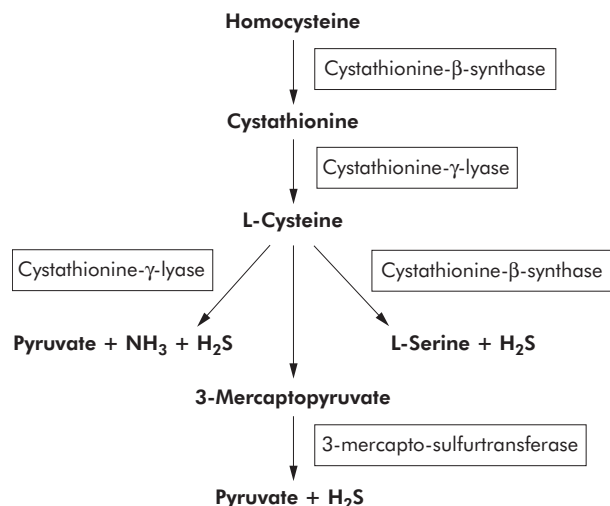 Homocysteine
Cystathionine-β-synthase
Cystathionine
Cystathionine-γ-lyase
L-Cysteine
Cystathionine-γ-lyase
Cystathionine-β-synthase
Pyruvate + NH₃ + H₂S
L-Serine + H₂S
3-Mercaptopyruvate
3-mercapto-sulfurtransferase
Pyruvate + H₂S